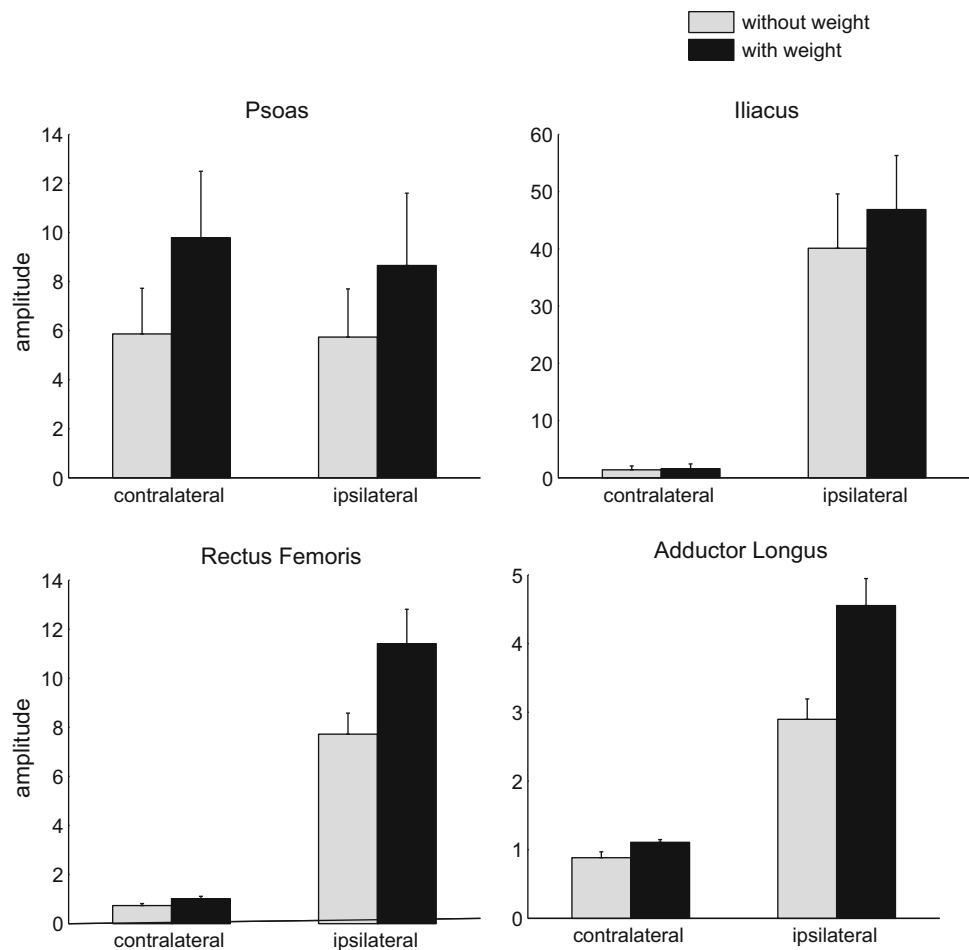 without weight
with weight
Psoas
14
12
10
8
6
4
2
0
amplitude
contralateral
ipsilateral
Iliacus
60
50
40
30
20
10
0
contralateral
ipsilateral
Rectus Femoris
14
12
10
8
6
4
2
0
amplitude
contralateral
ipsilateral
Adductor Longus
5
4
3
2
1
0
contralateral
ipsilateral